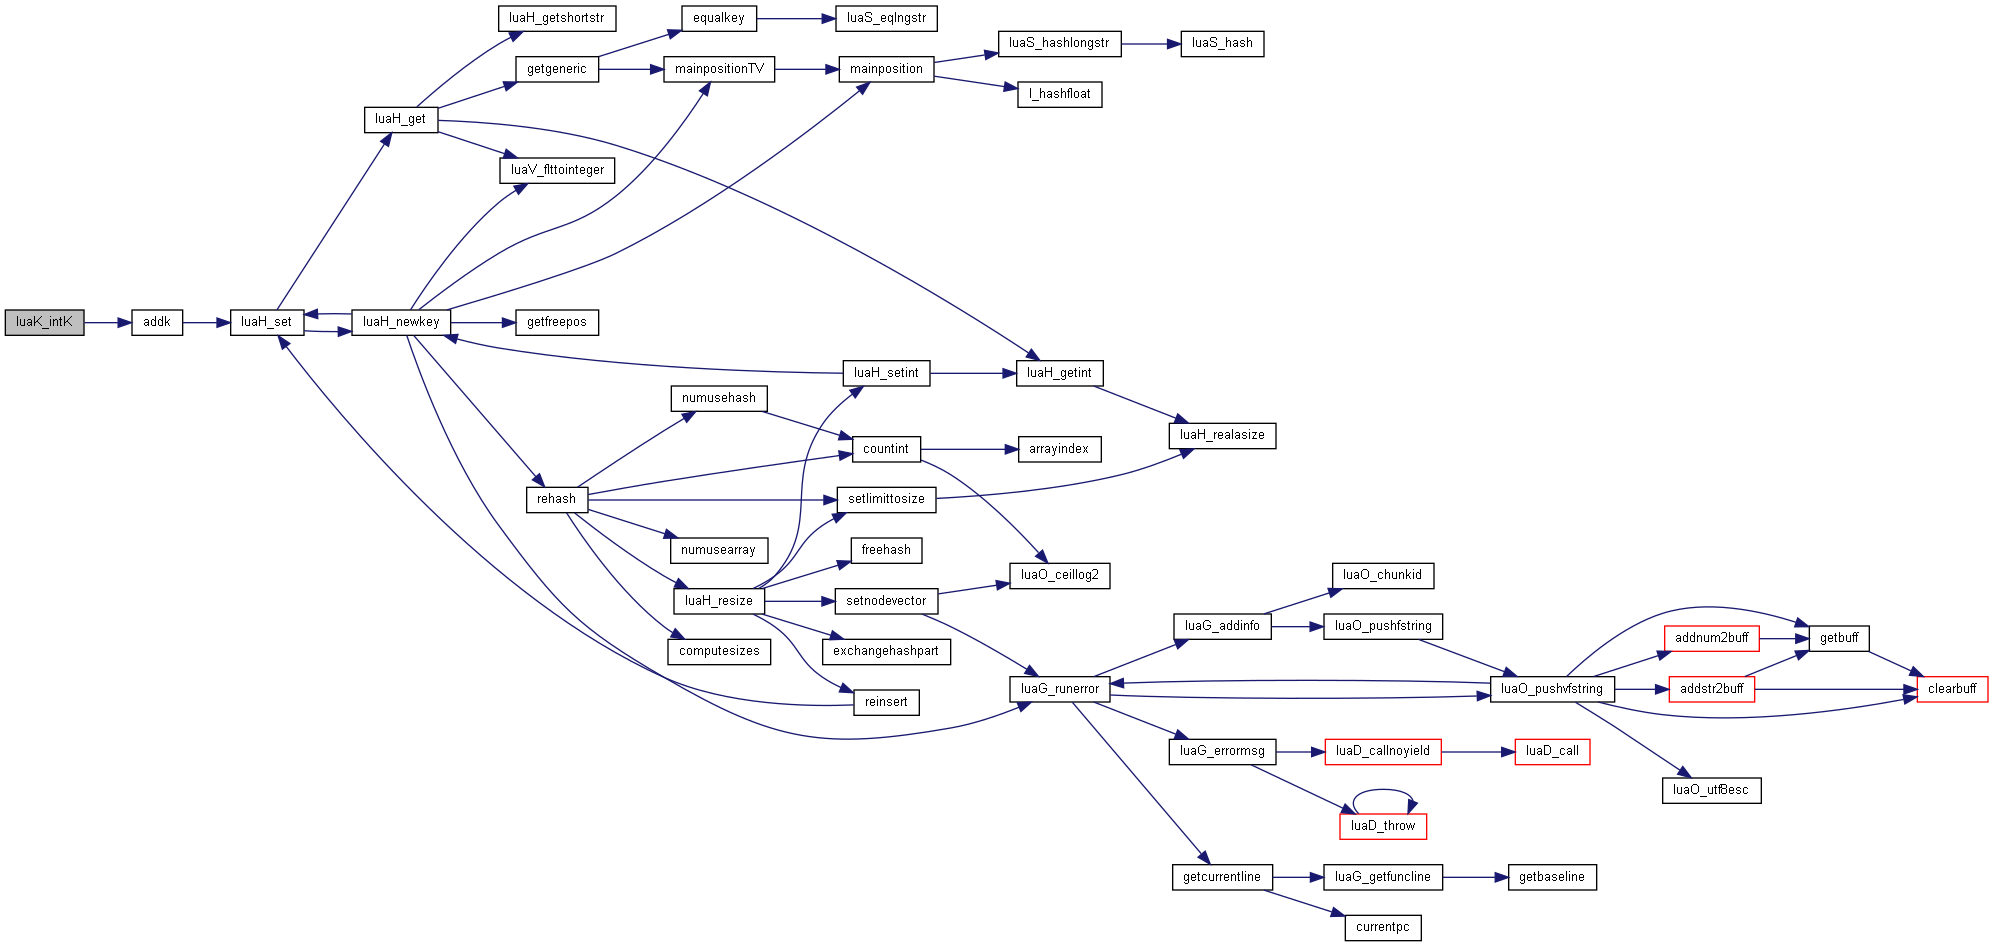 luaH_getshortstr
equalkey
luaS_eqlngstr
luaS_hashlongstr
luaS_hash
getgeneric
mainpositionTV
mainposition
l_hashfloat
luaH_get
luaV_flttointeger
luaK_intK
addk
luaH_set
luaH_newkey
getfreepos
luaH_setint
luaH_getint
numusehash
luaH_realasize
countint
arrayindex
rehash
setlimittosize
numusearray
freehash
luaO_ceillog2
luaO_chunkid
luaH_resize
setnodevector
luaG_addinfo
luaO_pushfstring
computesizes
exchangehashpart
addnum2buff
getbuff
luaG_runerror
luaO_pushvfstring
addstr2buff
clearbuff
reinsert
luaG_errormsg
luaD_callnoyield
luaD_call
luaO_utf8esc
luaD_throw
getcurrentline
luaG_getfuncline
getbaseline
currentpc